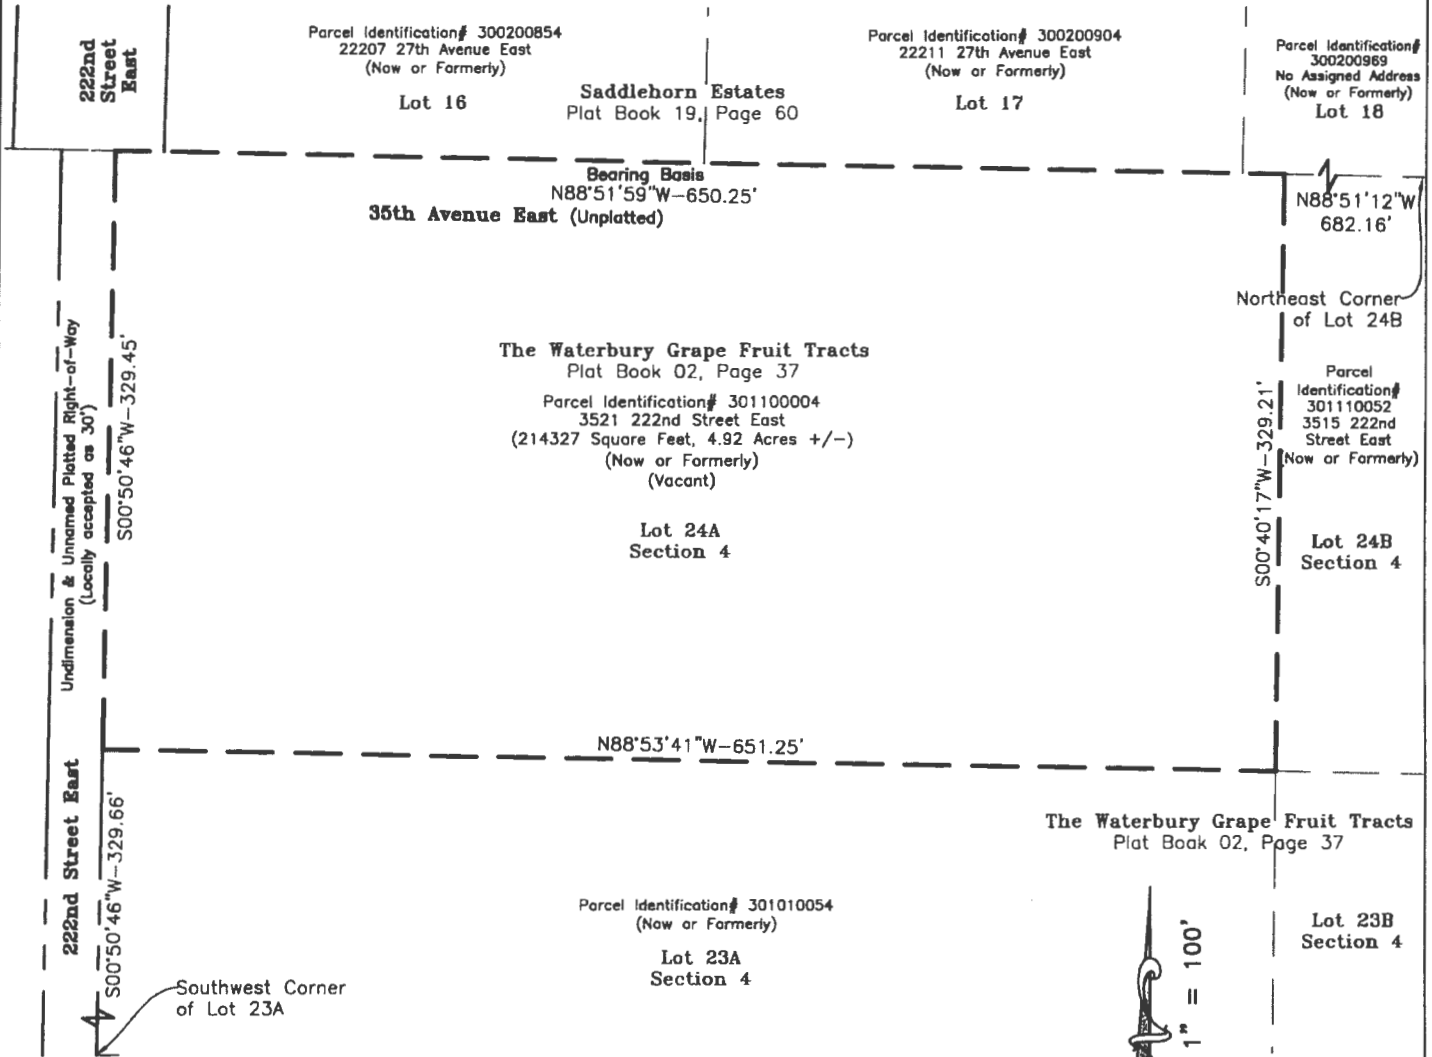 222nd
Street
East
Parcel Identification# 300200854
22207 27th Avenue East
(Now or Formerly)
Lot 16
Saddlehorn Estates
Plat Book 19, Page 60
Parcel Identification# 300200904
22211 27th Avenue East
(Now or Formerly)
Lot 17
Parcel Identification#
300200969
No Assigned Address
(Now or Formerly)
Lot 18
Bearing Basis
N88°51'59"W-650.25'
35th Avenue East (Unplatted)
N88°51'12"W
682.16'
Northeast Corner
of Lot 24B
Undimension & Unnamed Platted Right-of-Way
(Locally accepted as 30')
S00°50'46"W-329.45'
The Waterbury Grape Fruit Tracts
Plat Book 02, Page 37
Parcel Identification# 301100004
3521 222nd Street East
(214327 Square Feet, 4.92 Acres +/-)
(Now or Formerly)
(Vacant)
Lot 24A
Section 4
S00°40'17"W-329.21'
Parcel
Identification#
301110052
3515 222nd
Street East
(Now or Formerly)
Lot 24B
Section 4
N88°53'41"W-651.25'
222nd Street East
S00°50'46"W-329.66'
The Waterbury Grape Fruit Tracts
Plat Book 02, Page 37
Parcel Identification# 301010054
(Now or Formerly)
Lot 23A
Section 4
Lot 23B
Section 4
Southwest Corner
of Lot 23A
1" = 100'